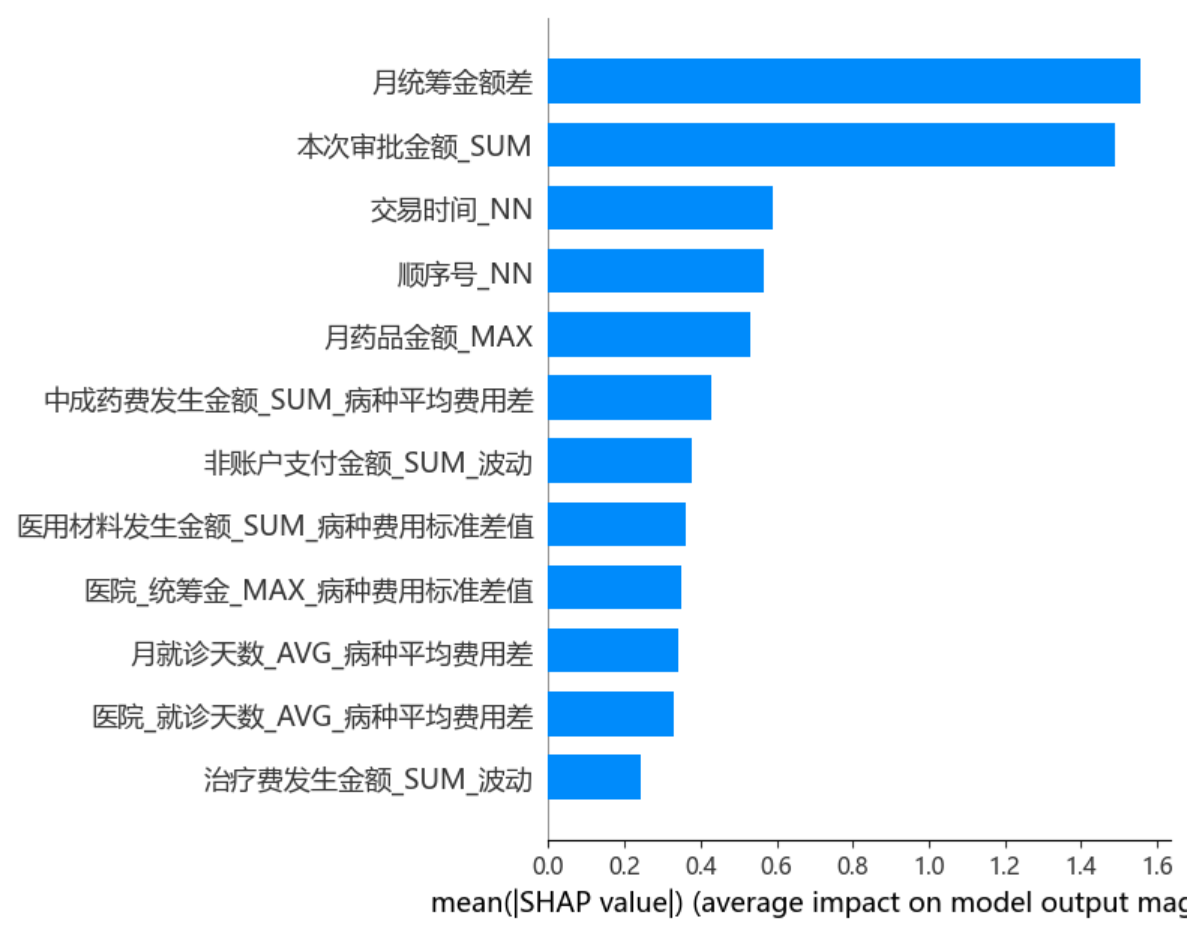 月统筹金额差
本次审批金额_SUM
交易时间_NN
顺序号_NN
月药品金额_MAX
中成药费发生金额_SUM_病种平均费用差
非账户支付金额_SUM_波动
医用材料发生金额_SUM_病种费用标准差值
医院_统筹金_MAX_病种费用标准差值
月就诊天数_AVG_病种平均费用差
医院_就诊天数_AVG_病种平均费用差
治疗费发生金额_SUM_波动
0.0 0.2 0.4 0.6 0.8 1.0 1.2 1.4 1.6
mean(|SHAP value|) (average impact on model output mag